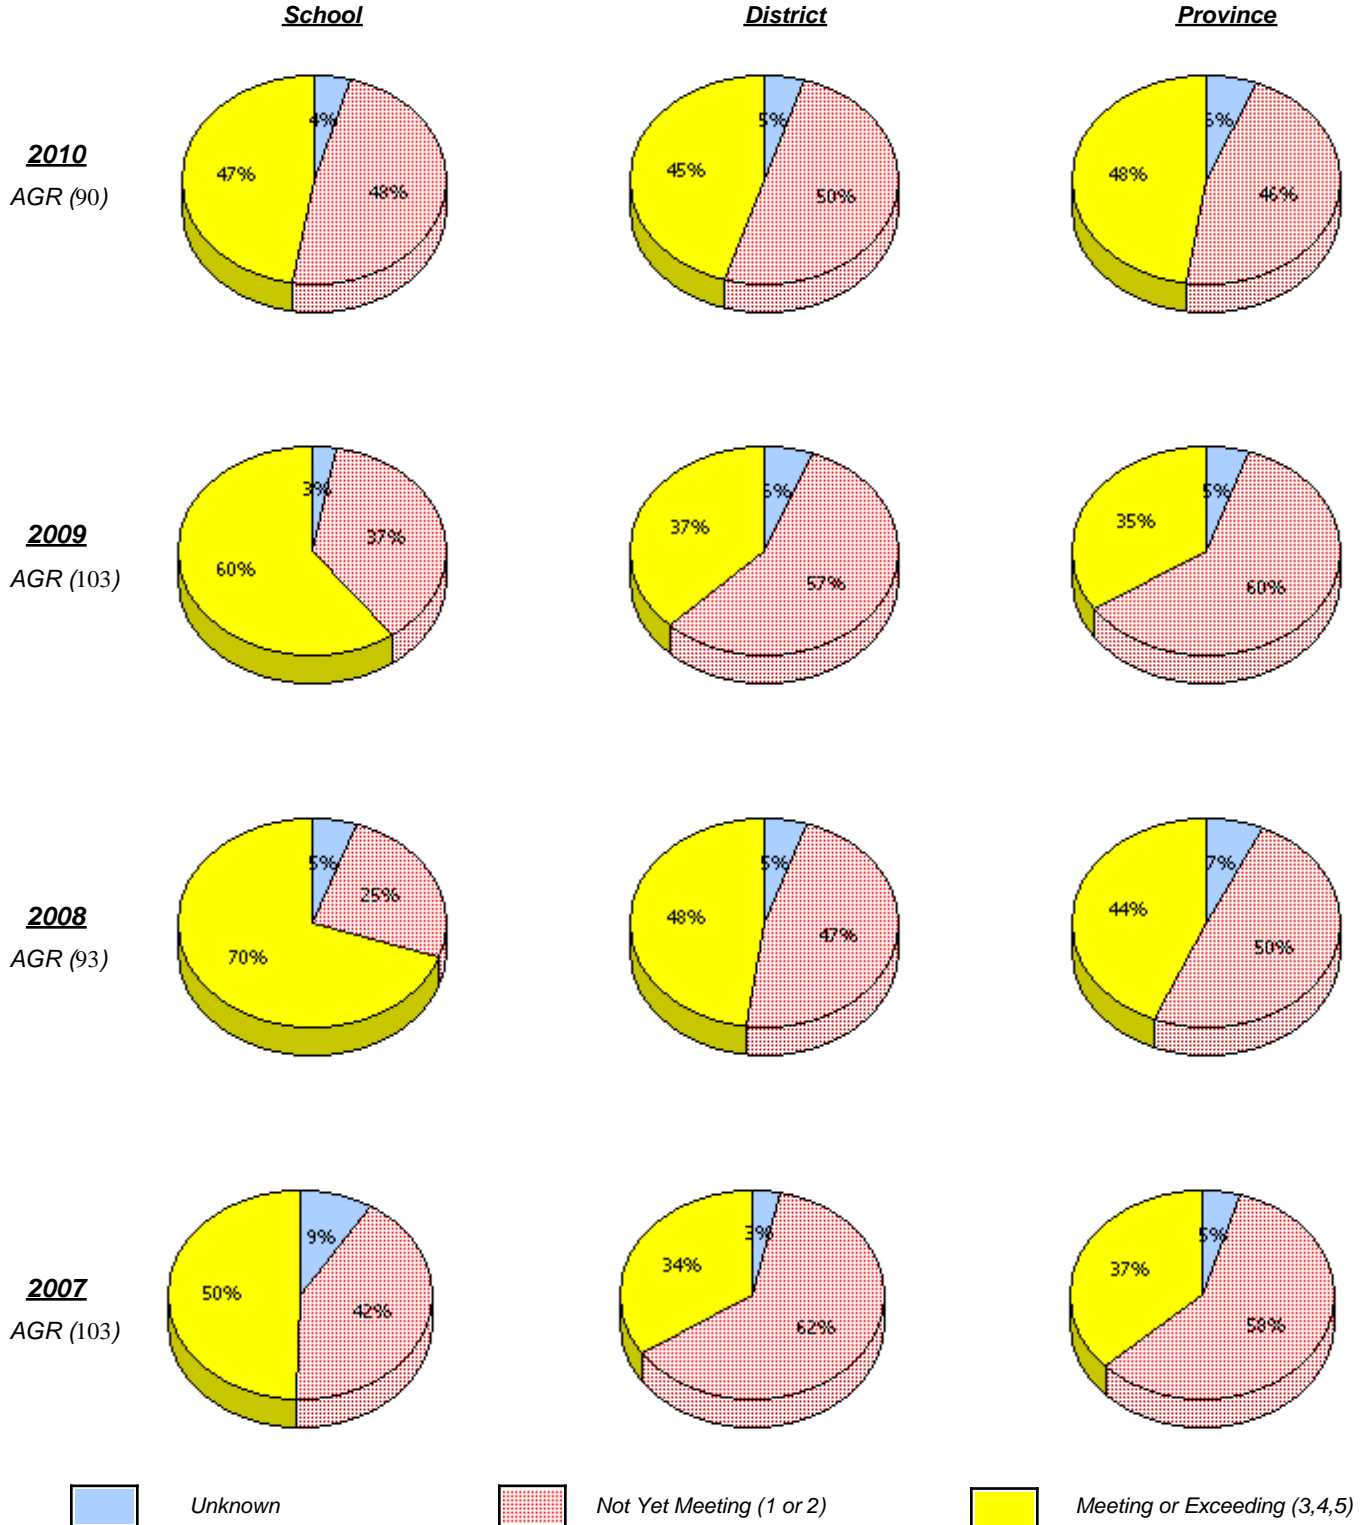 School District Province
4% 5% 6%
2010 47% 45% 48%
AGR (90) 48% 50% 46%
3% 6% 5%
2009 37% 37% 35%
AGR (103) 60% 57% 60%
5% 5% 7%
25%
2008 48% 44%
AGR (93) 70% 47% 50%
9% 3% 5%
2007 50% 34% 37%
AGR (103) 42% 62% 58%
Unknown Not Yet Meeting (1 or 2) Meeting or Exceeding (3,4,5)